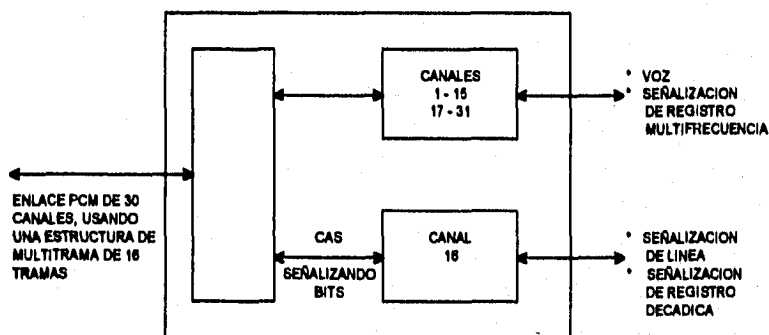 CANALES
1 - 15
17 - 31
* VOZ
* SEÑALIZACION
DE REGISTRO
MULTIFRECUENCIA
ENLACE PCM DE 30
CANALES, USANDO
UNA ESTRUCTURA DE
MULTITRAMA DE 16
TRAMAS
CAS
SEÑALIZANDO
BITS
CANAL
16
* SEÑALIZACION
DE LINEA
* SEÑALIZACION
DE REGISTRO
DECADICA